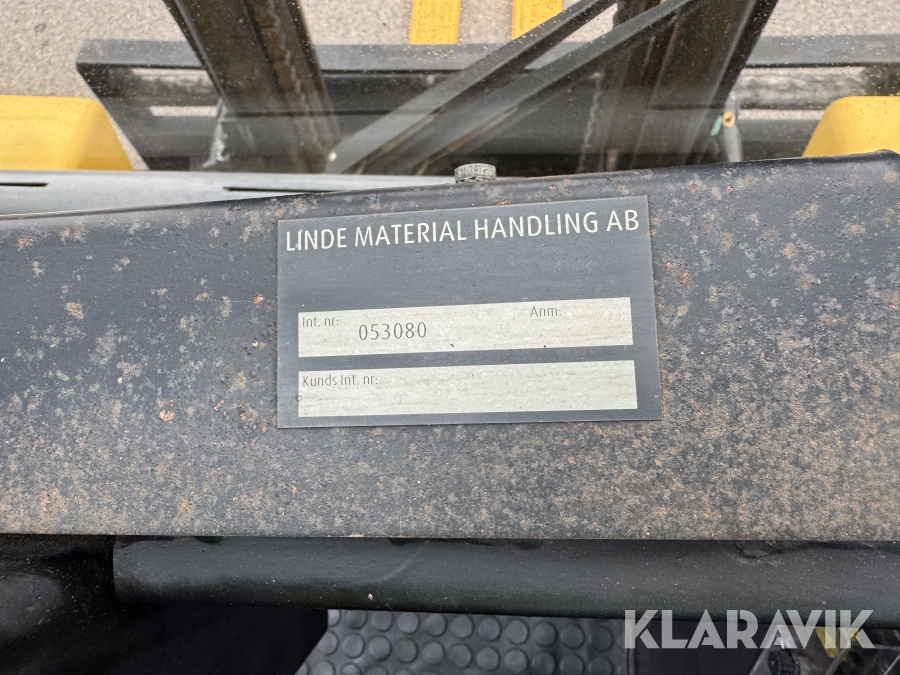 LINDE MATERIAL HANDLING AB
Int. nr: 053080 Anm:
Kunds Int. nr:
KLARAVIK